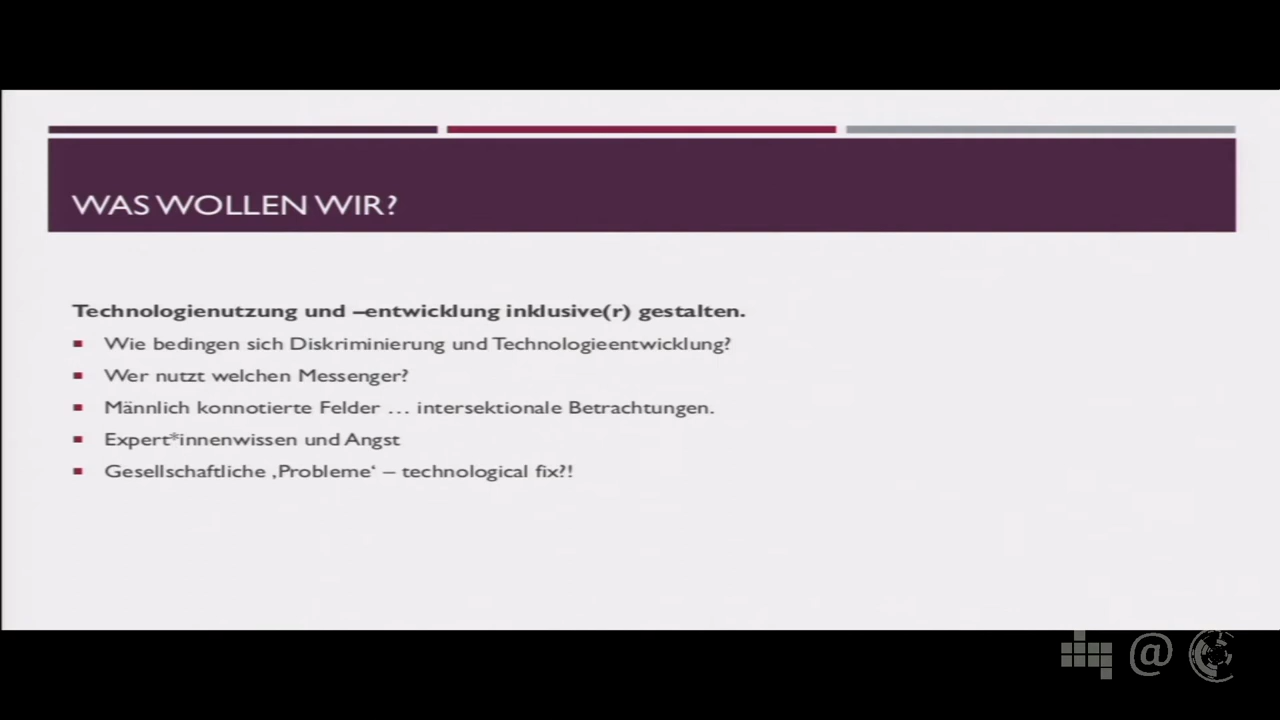 WAS WOLLEN WIR?
Technologienutzung und –entwicklung inklusive(r) gestalten.
Wie bedingen sich Diskriminierung und Technologieentwicklung?
Wer nutzt welchen Messenger?
Männlich konnotierte Felder … intersektionale Betrachtungen.
Expert*innenwissen und Angst
Gesellschaftliche ‚Probleme‘ – technological fix?!
@